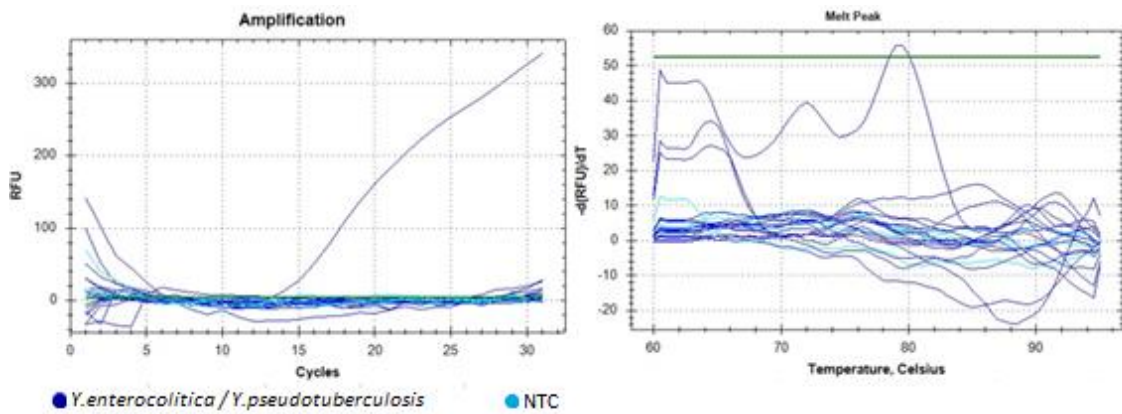 Amplification
RFU
300
200
100
0
0 5 10 15 20 25 30
Cycles
Melt Peak
-d(RFU)/dT
60
50
40
30
20
10
0
-10
-20
60 70 80 90
Temperature, Celsius
Y.enterocolitica / Y.pseudotuberculosis NTC